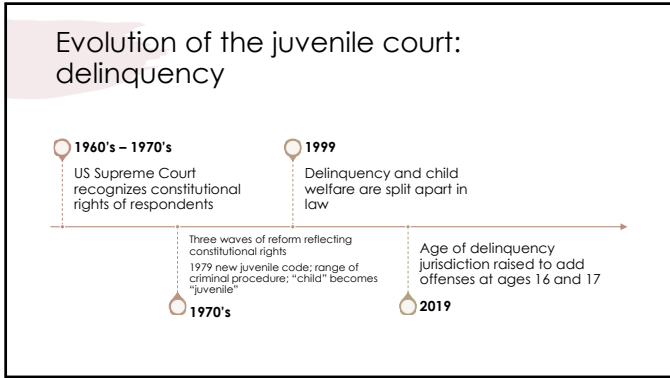 Evolution of the juvenile court:
delinquency
1960's – 1970's
US Supreme Court
recognizes constitutional
rights of respondents
Three waves of reform reflecting
constitutional rights
1979 new juvenile code; range of
criminal procedure; "child" becomes
"juvenile"
1970's
1999
Delinquency and child
welfare are split apart in
law
Age of delinquency
jurisdiction raised to add
offenses at ages 16 and 17
2019